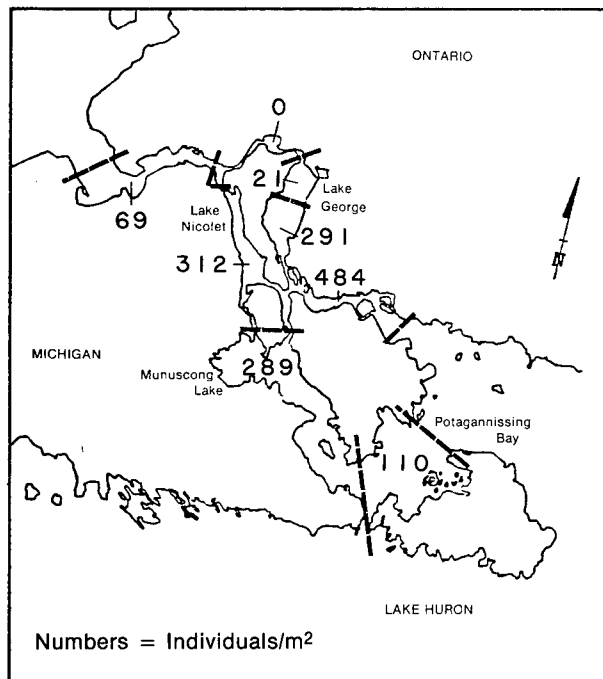 ONTARIO
0
21
Lake
George
69
Lake
Nicolet
291
312
484
MICHIGAN
Munuscong
Lake
289
Potagannissing
Bay
110
N
LAKE HURON
Numbers = Individuals/m²